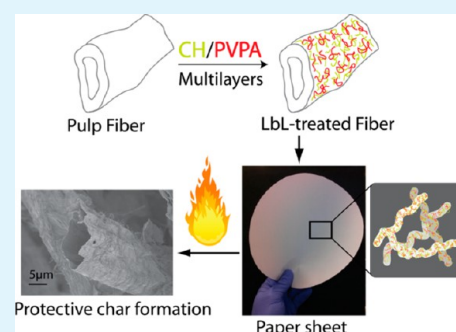 CH/PVPA
Multilayers
Pulp Fiber
LbL-treated Fiber
5µm
Protective char formation
Paper sheet